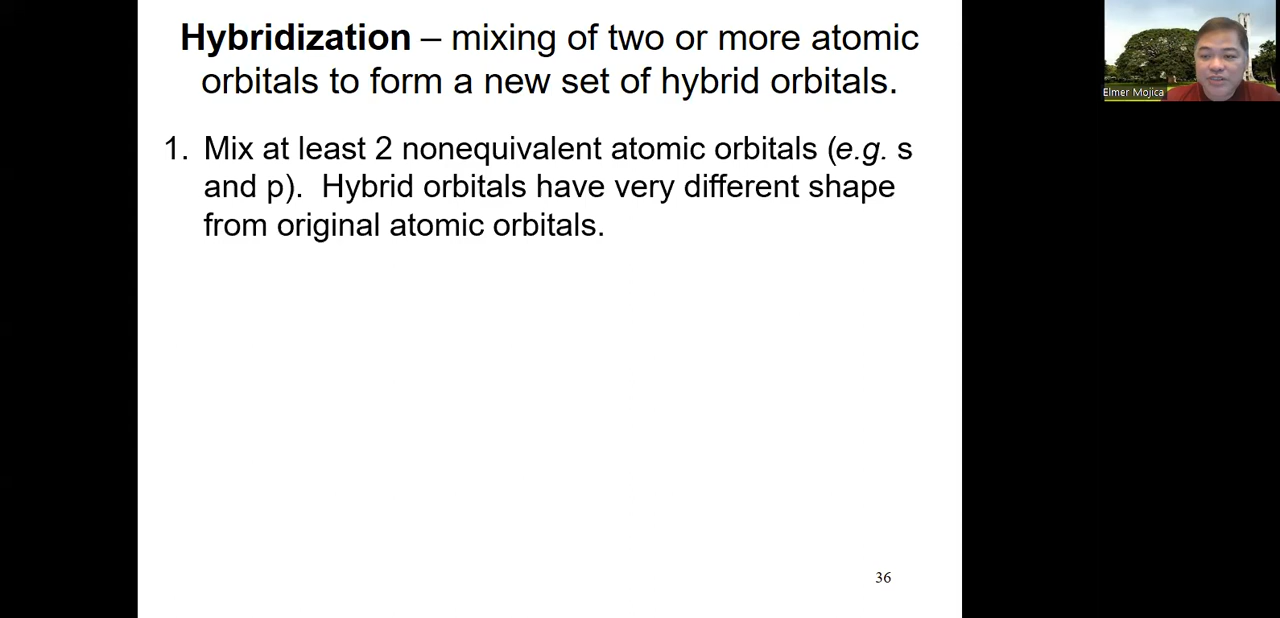 Hybridization – mixing of two or more atomic
orbitals to form a new set of hybrid orbitals.
1. Mix at least 2 nonequivalent atomic orbitals (e.g. s
and p). Hybrid orbitals have very different shape
from original atomic orbitals.
36
Elmer Mojica